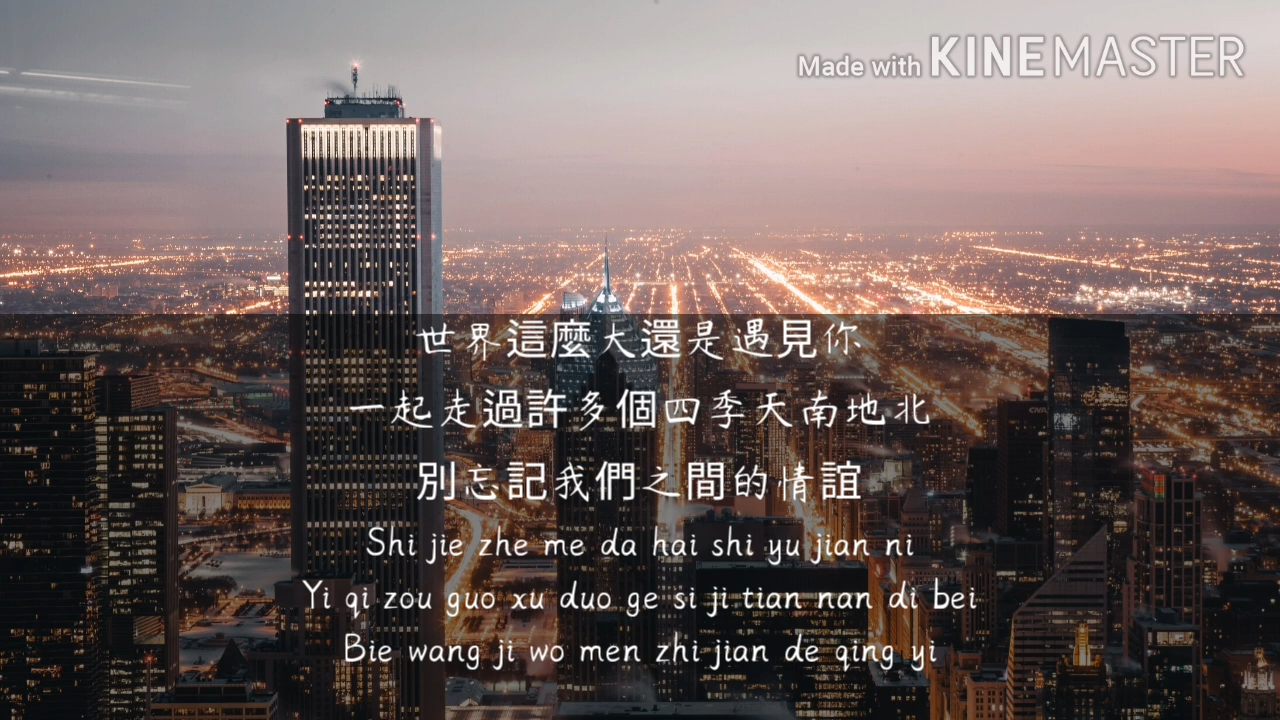 Made with KINEMASTER
世界這麼大還是遇見你
一起走過許多個四季天南地北
別忘記我們之間的情誼
Shi jie zhe me da hai shi yu jian ni
Yi qi zou guo xu duo ge si ji tian nan di bei
Bie wang ji wo men zhi jian de qing yi